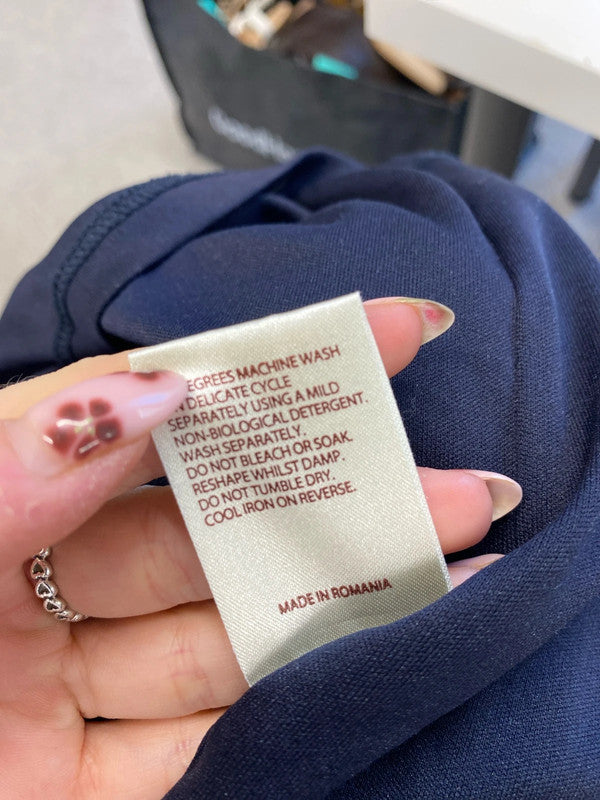 EGREES MACHINE WASH
N DELICATE CYCLE
SEPARATELY USING A MILD
NON-BIOLOGICAL DETERGENT.
WASH SEPARATELY.
DO NOT BLEACH OR SOAK.
RESHAPE WHILST DAMP.
DO NOT TUMBLE DRY.
COOL IRON ON REVERSE.
MADE IN ROMANIA